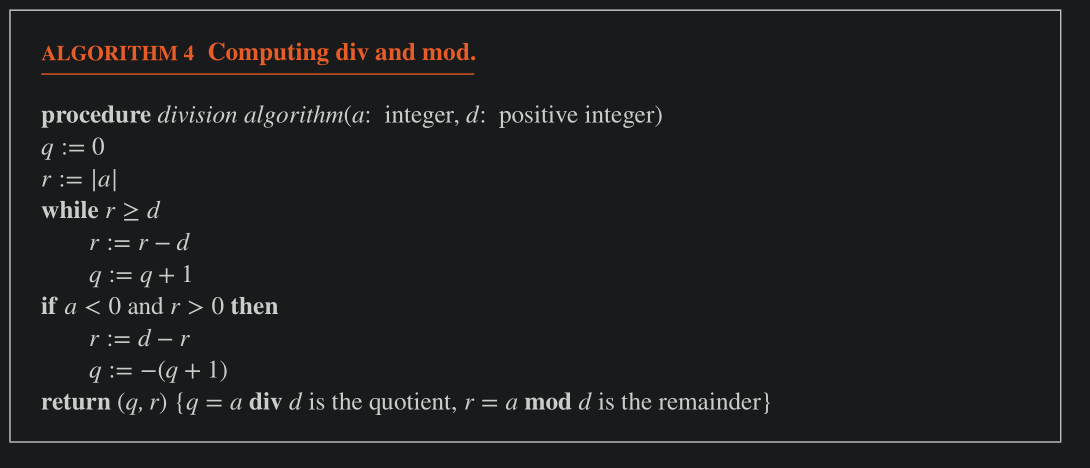 ALGORITHM 4 Computing div and mod.
procedure division algorithm(a: integer, d: positive integer)
q := 0
r := |a|
while r ≥ d
r := r − d
q := q + 1
if a < 0 and r > 0 then
r := d − r
q := −(q + 1)
return (q, r) {q = a div d is the quotient, r = a mod d is the remainder}